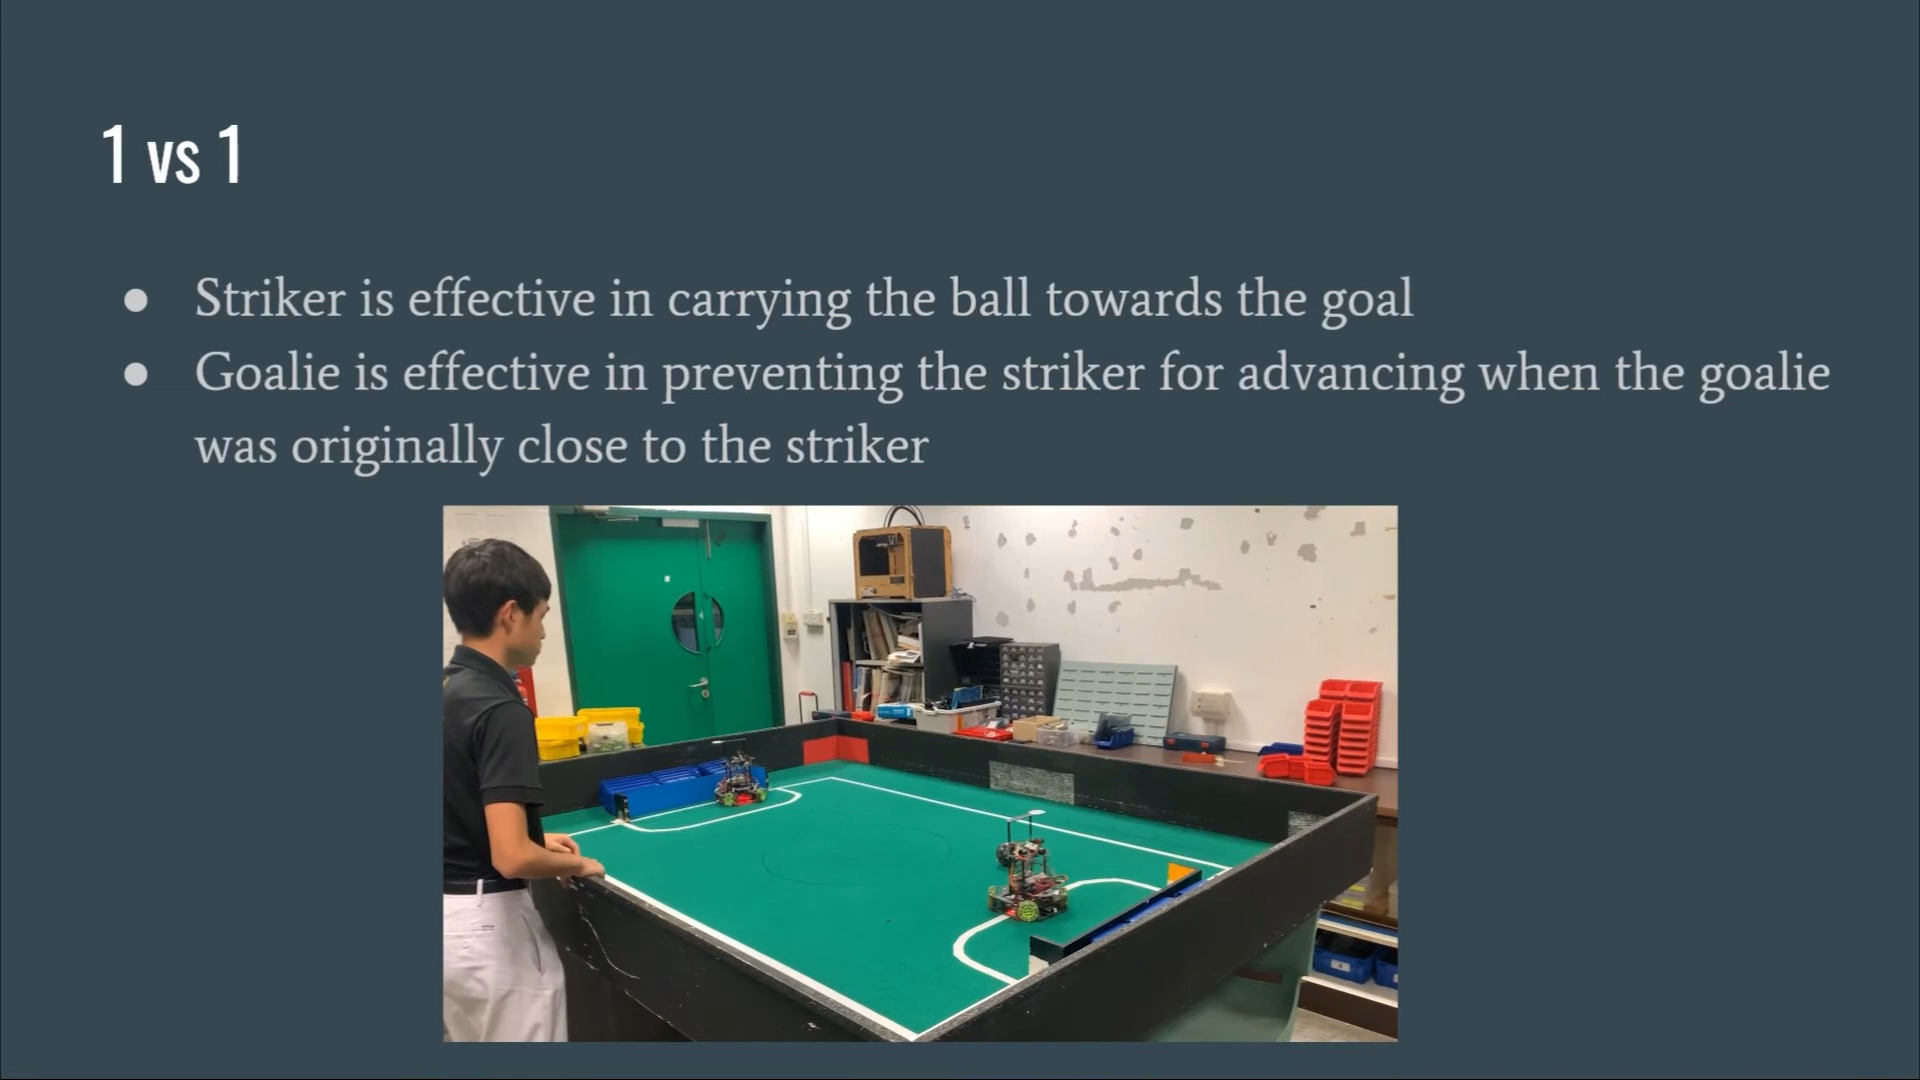 1 vs 1
● Striker is effective in carrying the ball towards the goal
● Goalie is effective in preventing the striker for advancing when the goalie
was originally close to the striker